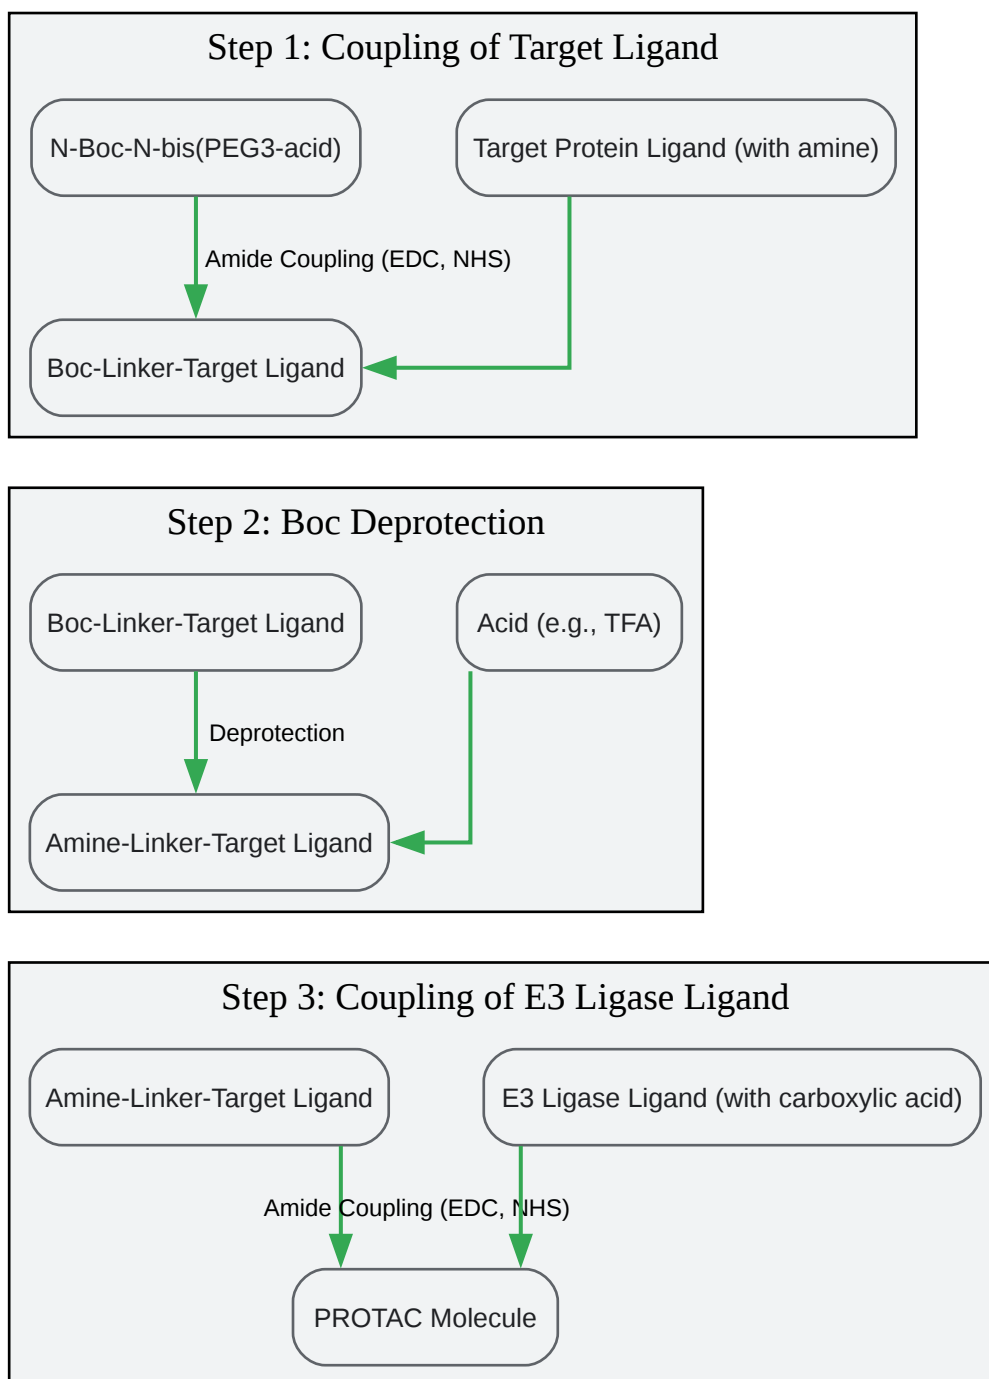 Step 1: Coupling of Target Ligand
N-Boc-N-bis(PEG3-acid)
Target Protein Ligand (with amine)
Amide Coupling (EDC, NHS)
Boc-Linker-Target Ligand
Step 2: Boc Deprotection
Boc-Linker-Target Ligand
Acid (e.g., TFA)
Deprotection
Amine-Linker-Target Ligand
Step 3: Coupling of E3 Ligase Ligand
Amine-Linker-Target Ligand
E3 Ligase Ligand (with carboxylic acid)
Amide Coupling (EDC, NHS)
PROTAC Molecule